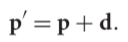 p′ = p + d.